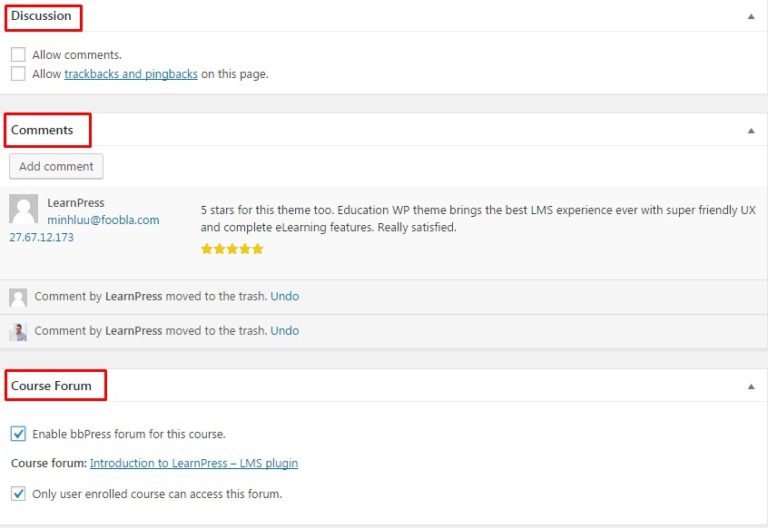 Discussion
Allow comments.
Allow trackbacks and pingbacks on this page.
Comments
Add comment
LearnPress
minhluu@foobla.com
27.67.12.173
5 stars for this theme too. Education WP theme brings the best LMS experience ever with super friendly UX
and complete eLearning features. Really satisfied.
Comment by LearnPress moved to the trash. Undo
Comment by LearnPress moved to the trash. Undo
Course Forum
Enable bbPress forum for this course.
Course forum: Introduction to LearnPress – LMS plugin
Only user enrolled course can access this forum.